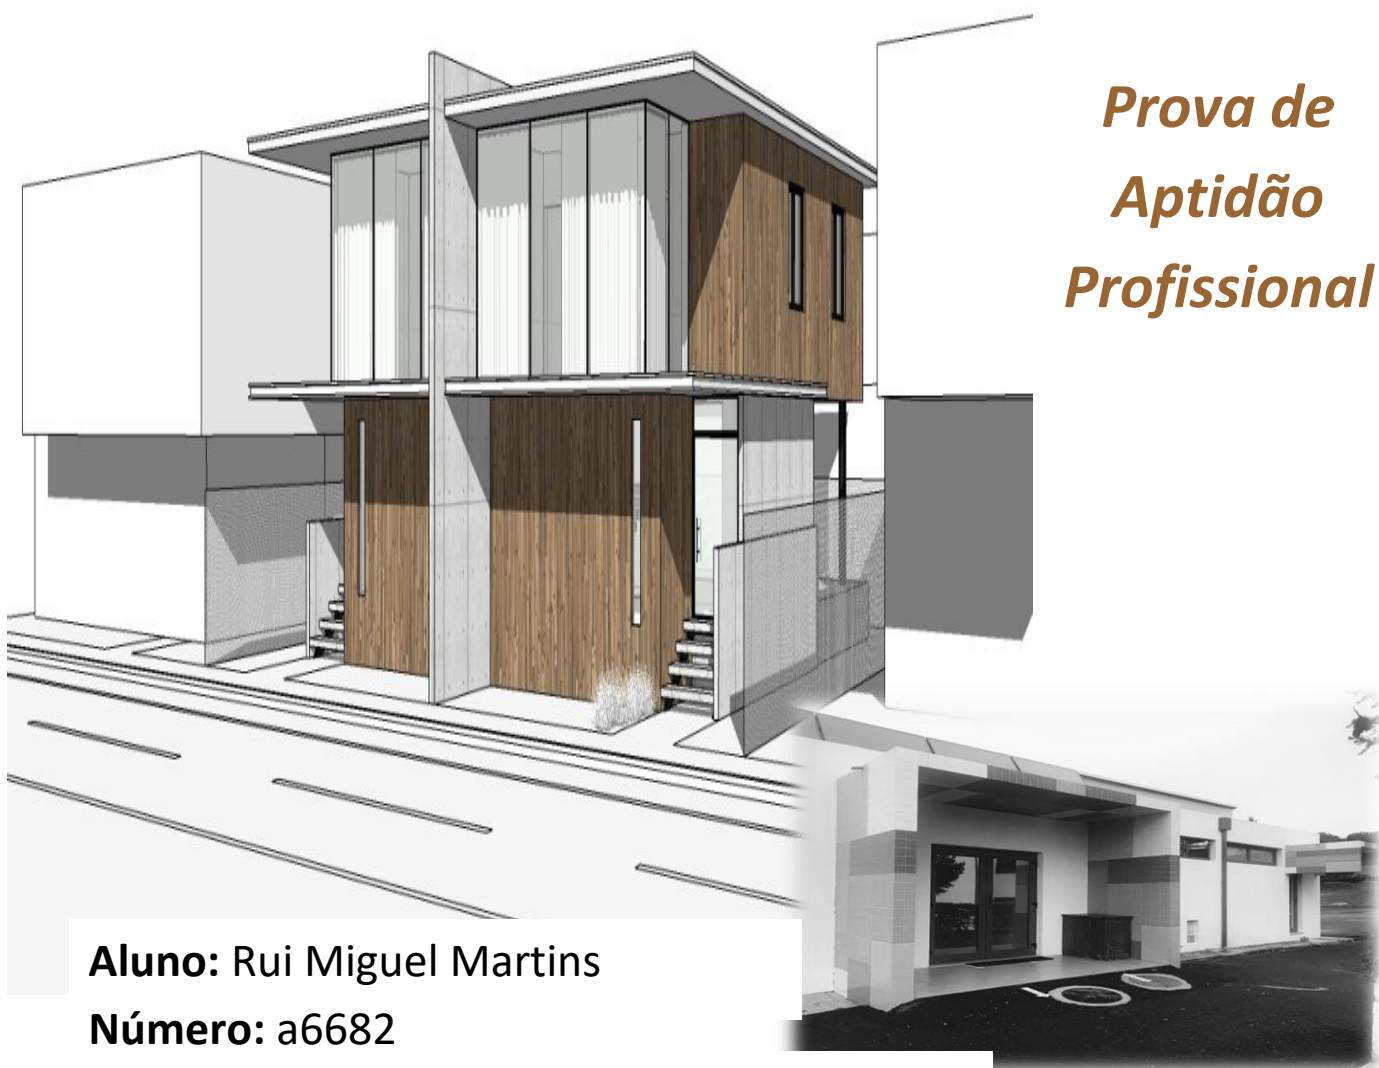 Prova de
Aptidão
Profissional
Aluno: Rui Miguel Martins
Número: a6682